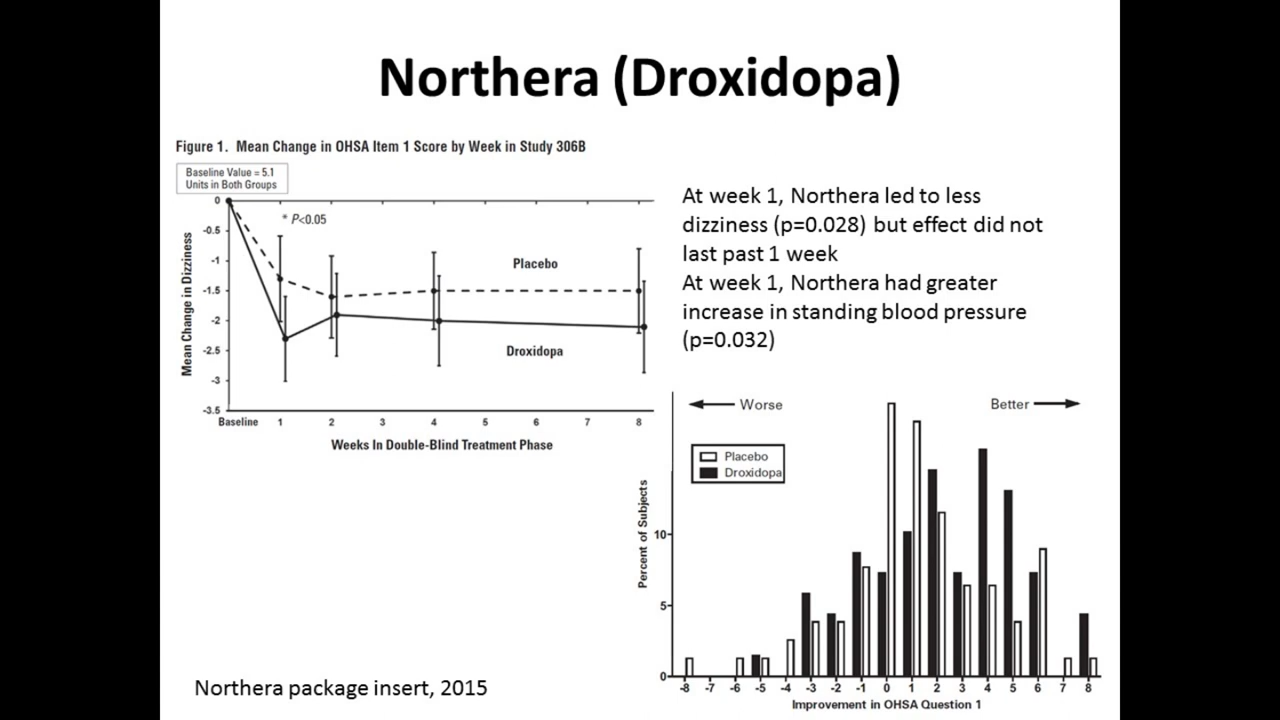 Northera (Droxidopa)
Figure 1. Mean Change in OHSA Item 1 Score by Week in Study 306B
Baseline Value = 5.1
Units in Both Groups
0
-0.5
-1
-1.5
-2
-2.5
-3
-3.5
Mean Change in Dizziness
* P<0.05
Placebo
Droxidopa
Baseline 1 2 3 4 5 6 7 8
Weeks In Double-Blind Treatment Phase
At week 1, Northera led to less
dizziness (p=0.028) but effect did not
last past 1 week
At week 1, Northera had greater
increase in standing blood pressure
(p=0.032)
Worse Better
Placebo
Droxidopa
Percent of Subjects
10
5
0
-8 -7 -6 -5 -4 -3 -2 -1 0 1 2 3 4 5 6 7 8
Improvement in OHSA Question 1
Northera package insert, 2015